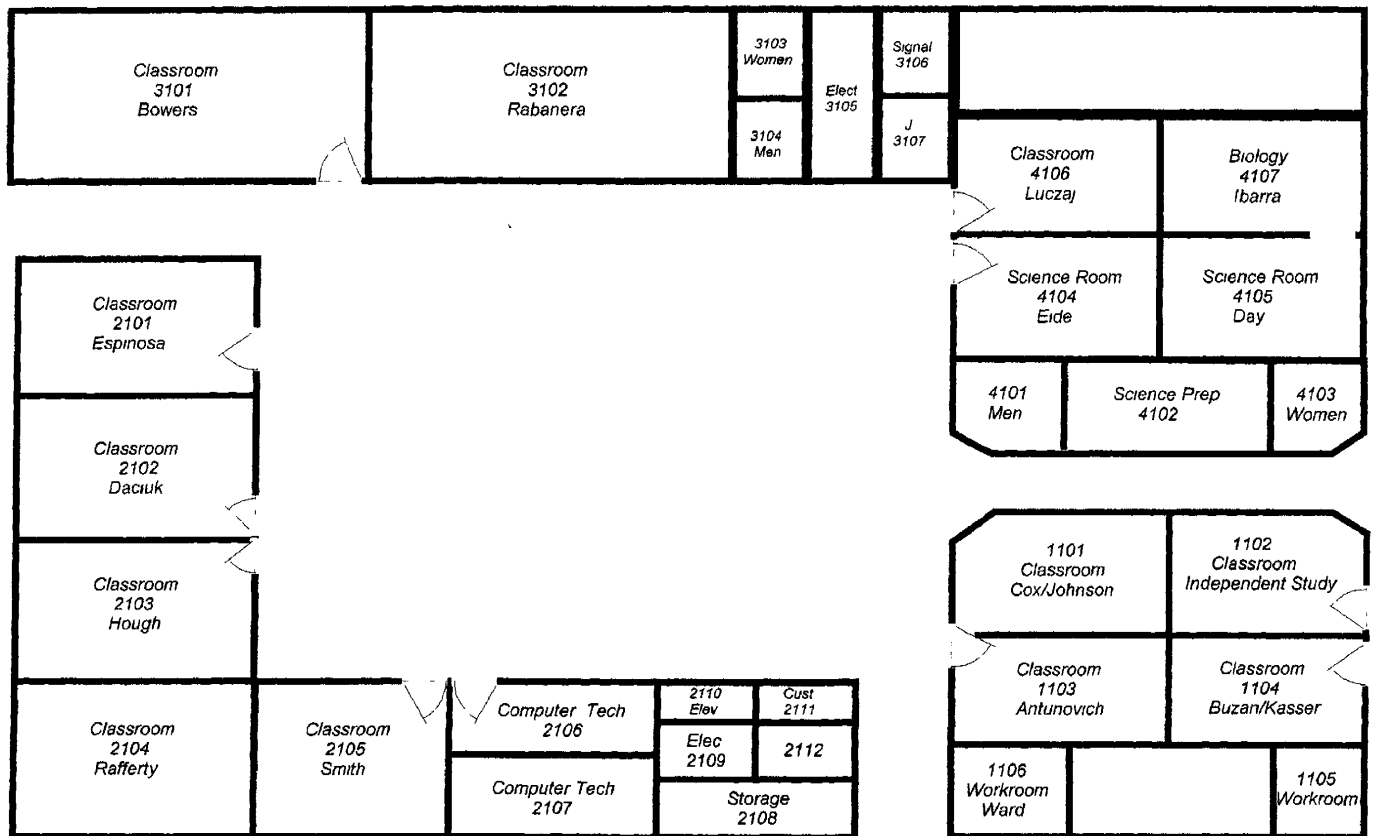 Classroom
3101
Bowers
Classroom
3102
Rabanera
3103
Women
3104
Men
Elect
3105
Signal
3106
J
3107
Classroom
4106
Luczaj
Biology
4107
Ibarra
Science Room
4104
Eide
Science Room
4105
Day
4101
Men
Science Prep
4102
4103
Women
Classroom
2101
Espinosa
Classroom
2102
Daciuk
Classroom
2103
Hough
Classroom
2104
Rafferty
Classroom
2105
Smith
Computer Tech
2106
Computer Tech
2107
2110
Elev
Cust
2111
Elec
2109
2112
Storage
2108
1101
Classroom
Cox/Johnson
1102
Classroom
Independent Study
Classroom
1103
Antunovich
Classroom
1104
Buzan/Kasser
1106
Workroom
Ward
1105
Workroom